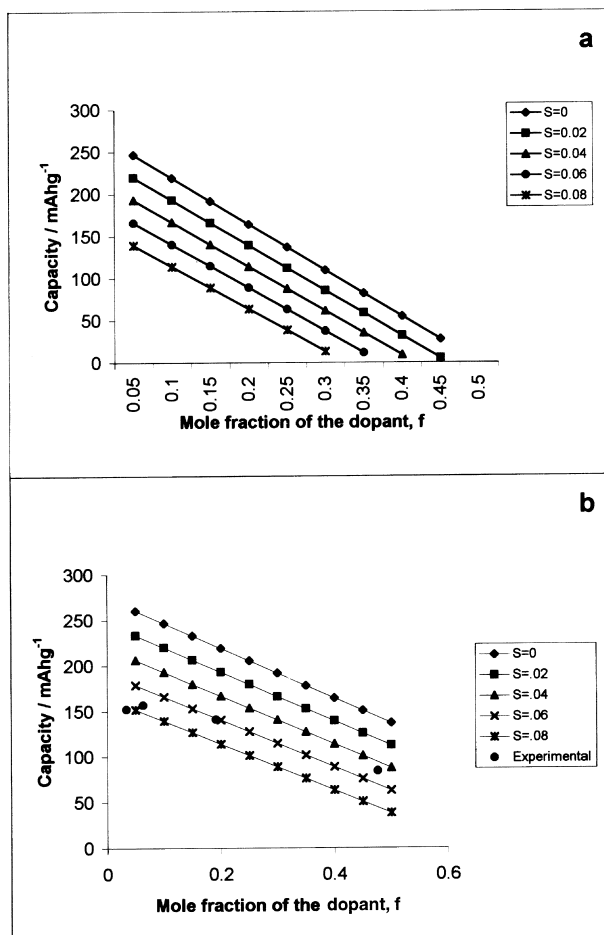 a
300
250
200
150
100
50
0
Capacity / mAhg-1
0.05 0.1 0.15 0.2 0.25 0.3 0.35 0.4 0.45 0.5
Mole fraction of the dopant, f
S=0
S=0.02
S=0.04
S=0.06
S=0.08
b
300
250
200
150
100
50
0
Capacity / mAhg-1
0 0.2 0.4 0.6
Mole fraction of the dopant, f
S=0
S=.02
S=.04
S=.06
S=.08
Experimental